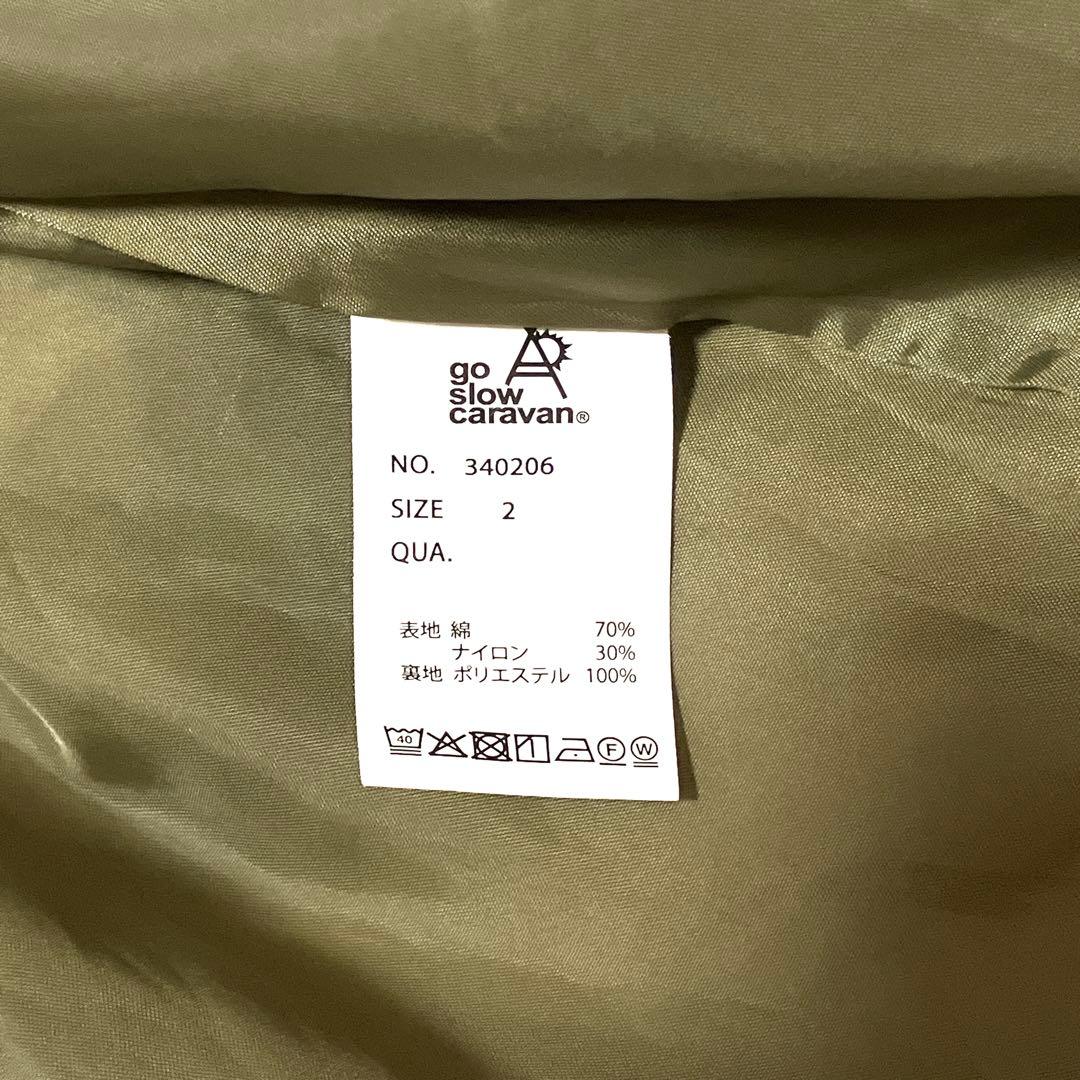 go
slow
caravan®
NO. 340206
SIZE 2
QUA.
表地 綿 70%
ナイロン 30%
裏地 ポリエステル 100%
40 F W